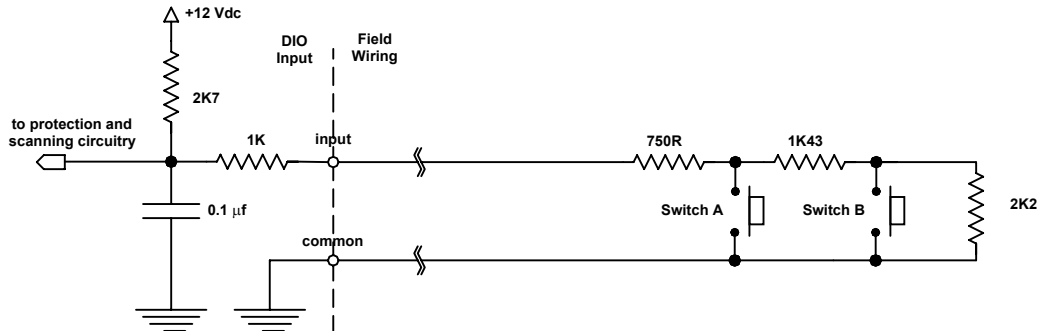 +12 Vdc
DIO
Input
Field
Wiring
2K7
to protection and
scanning circuitry
1K
input
750R
1K43
0.1 μf
Switch A
Switch B
2K2
common